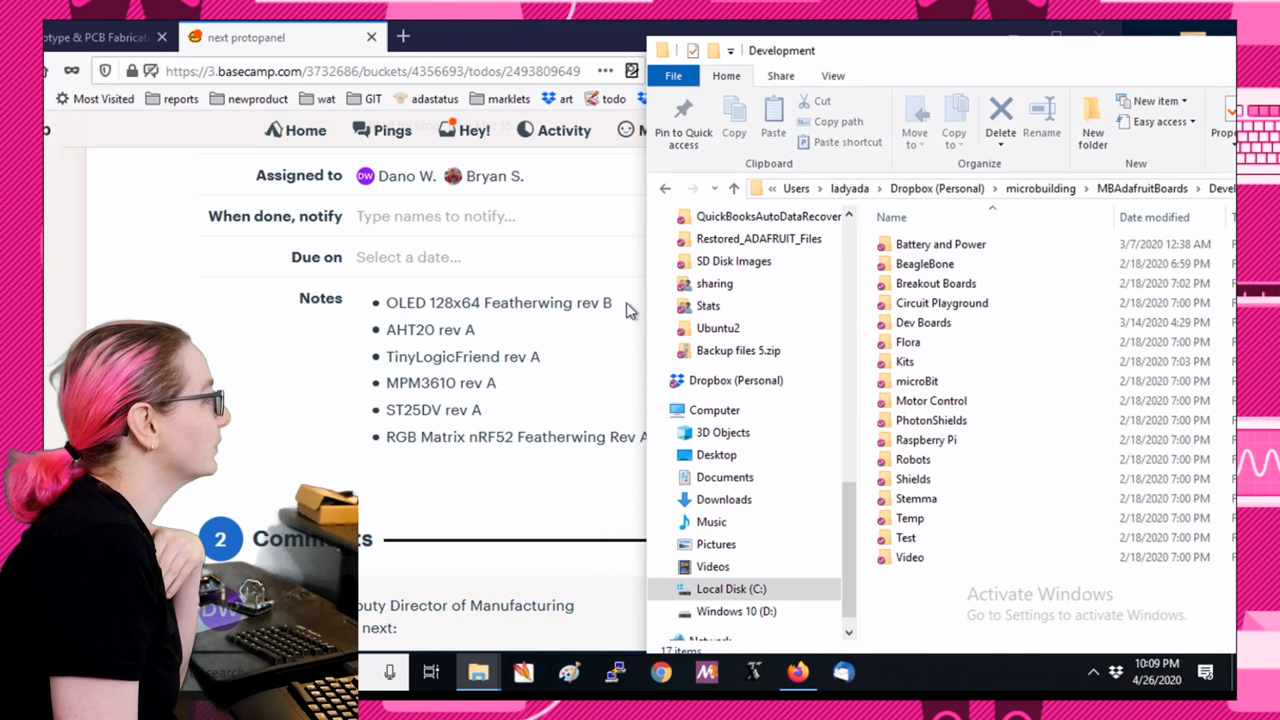 otype & PCB Fabricat
next protopanel
https://3.basecamp.com/3732686/buckets/4356693/todos/2493809649
Most Visited reports newproduct wat GIT adastatus marklets art todo
Home Pings Hey! Activity M
Assigned to DW Dano W. Bryan S.
When done, notify Type names to notify...
Due on Select a date...
Notes • OLED 128x64 Featherwing rev B
• AHT20 rev A
• TinyLogicFriend rev A
• MPM3610 rev A
• ST25DV rev A
• RGB Matrix nRF52 Featherwing Rev A
2 Comm ts
DW
puty Director of Manufacturing
next:
search
Development
File Home Share View
Pin to Quick access
Copy
Paste
Cut
Copy path
Paste shortcut
Clipboard
Move to
Copy to
Delete
Rename
Organize
New folder
New item
Easy access
New
Prope
« Users › ladyada › Dropbox (Personal) › microbuilding › MBAdafruitBoards › Devel
QuickBooksAutoDataRecover
Restored_ADAFRUIT_Files
SD Disk Images
sharing
Stats
Ubuntu2
Backup files 5.zip
Dropbox (Personal)
Computer
3D Objects
Desktop
Documents
Downloads
Music
Pictures
Videos
Local Disk (C:)
Windows 10 (D:)
Network
17 items
Name Date modified T
Battery and Power 3/7/2020 12:38 AM F
BeagleBone 2/18/2020 6:59 PM F
Breakout Boards 2/18/2020 7:02 PM F
Circuit Playground 2/18/2020 7:00 PM F
Dev Boards 3/14/2020 4:29 PM F
Flora 2/18/2020 7:00 PM F
Kits 2/18/2020 7:03 PM F
microBit 2/18/2020 7:00 PM F
Motor Control 2/18/2020 7:00 PM F
PhotonShields 2/18/2020 7:00 PM F
Raspberry Pi 2/18/2020 7:00 PM F
Robots 2/18/2020 7:00 PM F
Shields 2/18/2020 7:00 PM F
Stemma 2/18/2020 7:00 PM F
Temp 2/18/2020 7:00 PM F
Test 2/18/2020 7:00 PM F
Video 2/18/2020 7:00 PM F
Activate Windows
Go to Settings to activate Windows.
10:09 PM
4/26/2020